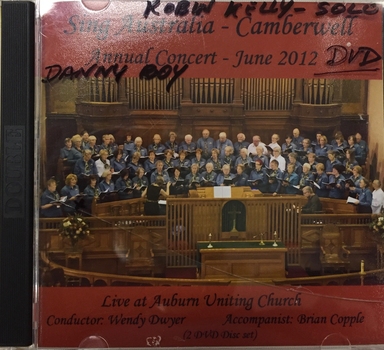 ROBIN KELLY - SOLO
Sing Australia - Camberwell
Annual Concert - June 2012 DVD
DANNY BOY
Live at Auburn Uniting Church
Conductor: Wendy Dwyer Accompanist: Brian Copple
(2 DVD Disc set)